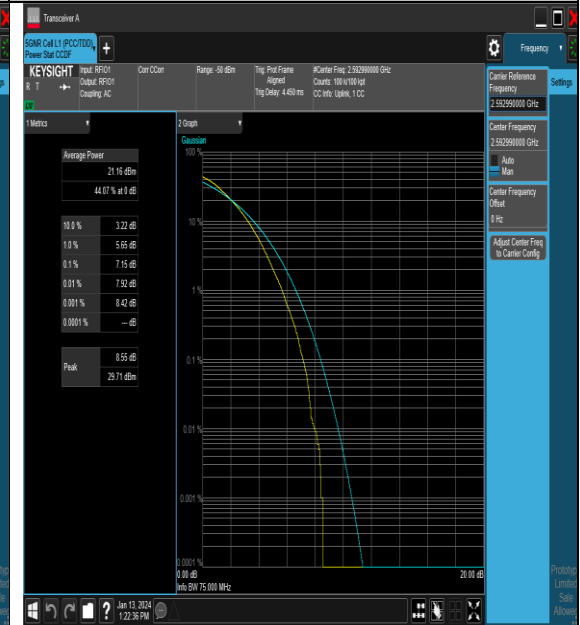 Transceiver A
5GNR Cell L1 (PCC/TDD),
Power Stat CCDF
Frequency
Settings
KEYSIGHT
R T
Input: RFIO1
Output: RFIO1
Coupling: AC
Corr CCorr
Range: -50 dBm
Trig: Prot Frame
Aligned
Trig Delay: 4.450 ms
#Center Freq: 2.592990000 GHz
Counts: 100 k/100 kpt
CC Info: Uplink, 1 CC
Carrier Reference
Frequency
2.592990000 GHz
Center Frequency
2.592990000 GHz
Auto
Man
Center Frequency
Offset
0 Hz
Adjust Center Freq
to Carrier Config
1 Metrics
Average Power
21.16 dBm
44.07 % at 0 dB
10.0 % 3.22 dB
1.0 % 5.65 dB
0.1 % 7.15 dB
0.01 % 7.92 dB
0.001 % 8.42 dB
0.0001 % --- dB
Peak
8.55 dB
29.71 dBm
2 Graph
Gaussian
100 %
10 %
1 %
0.1 %
0.01 %
0.001 %
0.0001 %
0.00 dB
20.00 dB
Info BW 75.000 MHz
Jan 13, 2024
1:22:36 PM